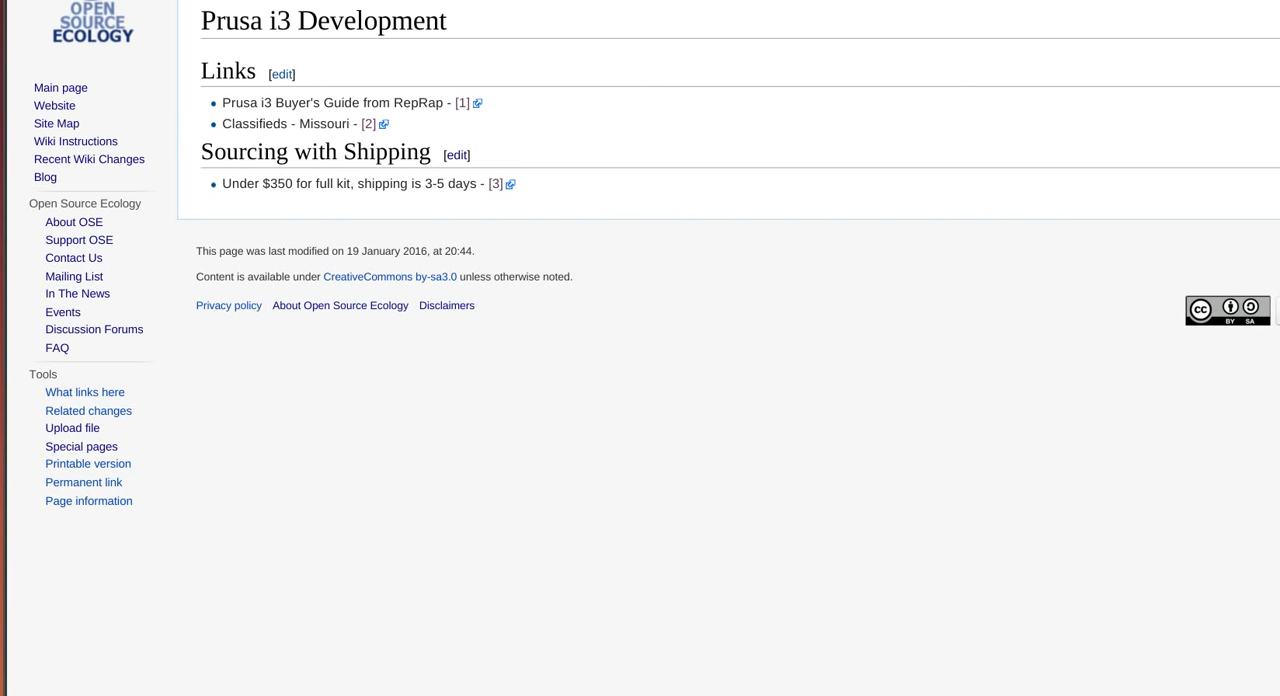 OPEN
SOURCE
ECOLOGY
Main page
Website
Site Map
Wiki Instructions
Recent Wiki Changes
Blog
Open Source Ecology
About OSE
Support OSE
Contact Us
Mailing List
In The News
Events
Discussion Forums
FAQ
Tools
What links here
Related changes
Upload file
Special pages
Printable version
Permanent link
Page information
Prusa i3 Development
Links [edit]
Prusa i3 Buyer's Guide from RepRap - [1]
Classifieds - Missouri - [2]
Sourcing with Shipping [edit]
Under $350 for full kit, shipping is 3-5 days - [3]
This page was last modified on 19 January 2016, at 20:44.
Content is available under CreativeCommons by-sa3.0 unless otherwise noted.
Privacy policy About Open Source Ecology Disclaimers
cc
BY SA